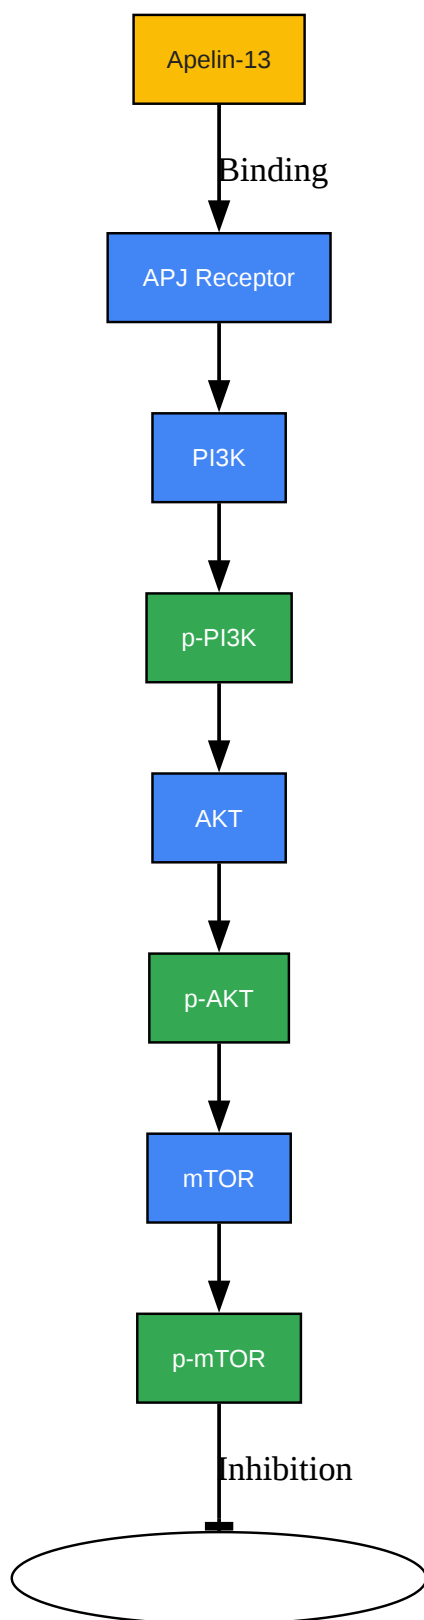 Apelin-13
Binding
APJ Receptor
PI3K
p-PI3K
AKT
p-AKT
mTOR
p-mTOR
Inhibition